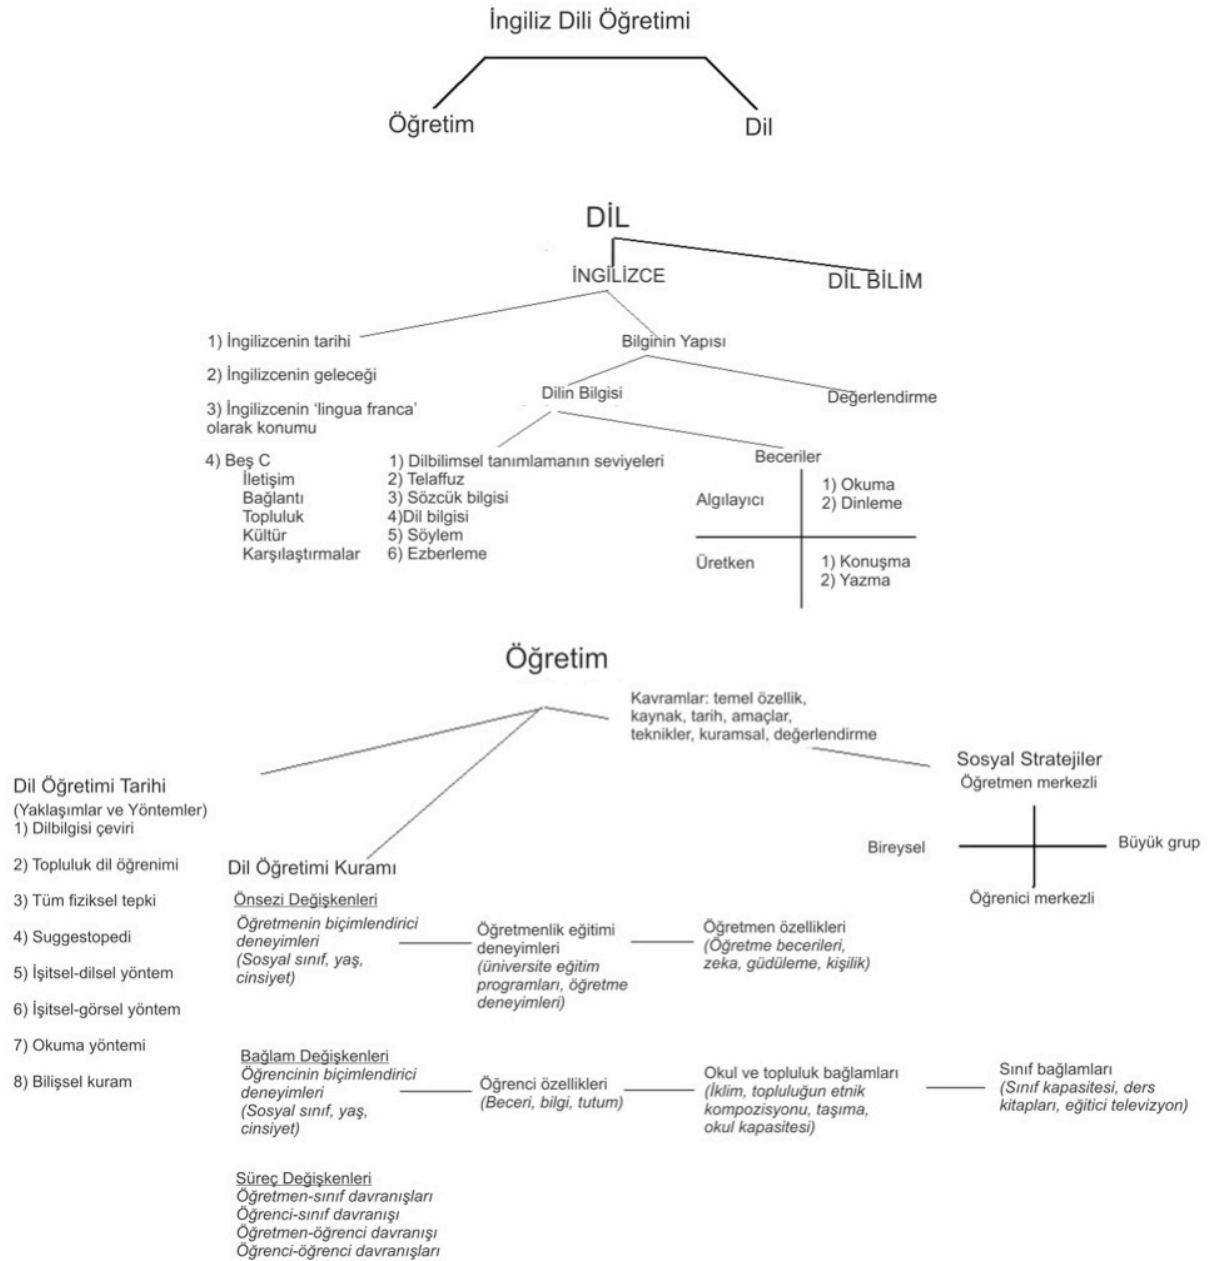 İngiliz Dili Öğretimi
Öğretim
Dil
DİL
İNGİLİZCE
DİL BİLİM
1) İngilizcenin tarihi
2) İngilizcenin geleceği
3) İngilizcenin ‘lingua franca’
olarak konumu
4) Beş C
İletişim
Bağlantı
Topluluk
Kültür
Karşılaştırmalar
Bilginin Yapısı
Dilin Bilgisi
Değerlendirme
1) Dilbilimsel tanımlamanın seviyeleri
2) Telaffuz
3) Sözcük bilgisi
4)Dil bilgisi
5) Söylem
6) Ezberleme
Beceriler
Algılayıcı
1) Okuma
2) Dinleme
Üretken
1) Konuşma
2) Yazma
Öğretim
Kavramlar: temel özellik,
kaynak, tarih, amaçlar,
teknikler, kuramsal, değerlendirme
Sosyal Stratejiler
Öğretmen merkezli
Bireysel
Büyük grup
Öğrenici merkezli
Dil Öğretimi Tarihi
(Yaklaşımlar ve Yöntemler)
1) Dilbilgisi çeviri
2) Topluluk dil öğrenimi
3) Tüm fiziksel tepki
4) Suggestopedi
5) İşitsel-dilsel yöntem
6) İşitsel-görsel yöntem
7) Okuma yöntemi
8) Bilişsel kuram
Dil Öğretimi Kuramı
Önsezi Değişkenleri
Öğretmenin biçimlendirici
deneyimleri
(Sosyal sınıf, yaş,
cinsiyet)
Öğretmenlik eğitimi
deneyimleri
(üniversite eğitim
programları, öğretme
deneyimleri)
Öğretmen özellikleri
(Öğretme becerileri,
zeka, güdüleme, kişilik)
Bağlam Değişkenleri
Öğrencinin biçimlendirici
deneyimleri
(Sosyal sınıf, yaş,
cinsiyet)
Öğrenci özellikleri
(Beceri, bilgi, tutum)
Okul ve topluluk bağlamları
(İklim, topluluğun etnik
kompozisyonu, taşıma,
okul kapasitesi)
Sınıf bağlamları
(Sınıf kapasitesi, ders
kitapları, eğitici televizyon)
Süreç Değişkenleri
Öğretmen-sınıf davranışları
Öğrenci-sınıf davranışı
Öğretmen-öğrenci davranışı
Öğrenci-öğrenci davranışları